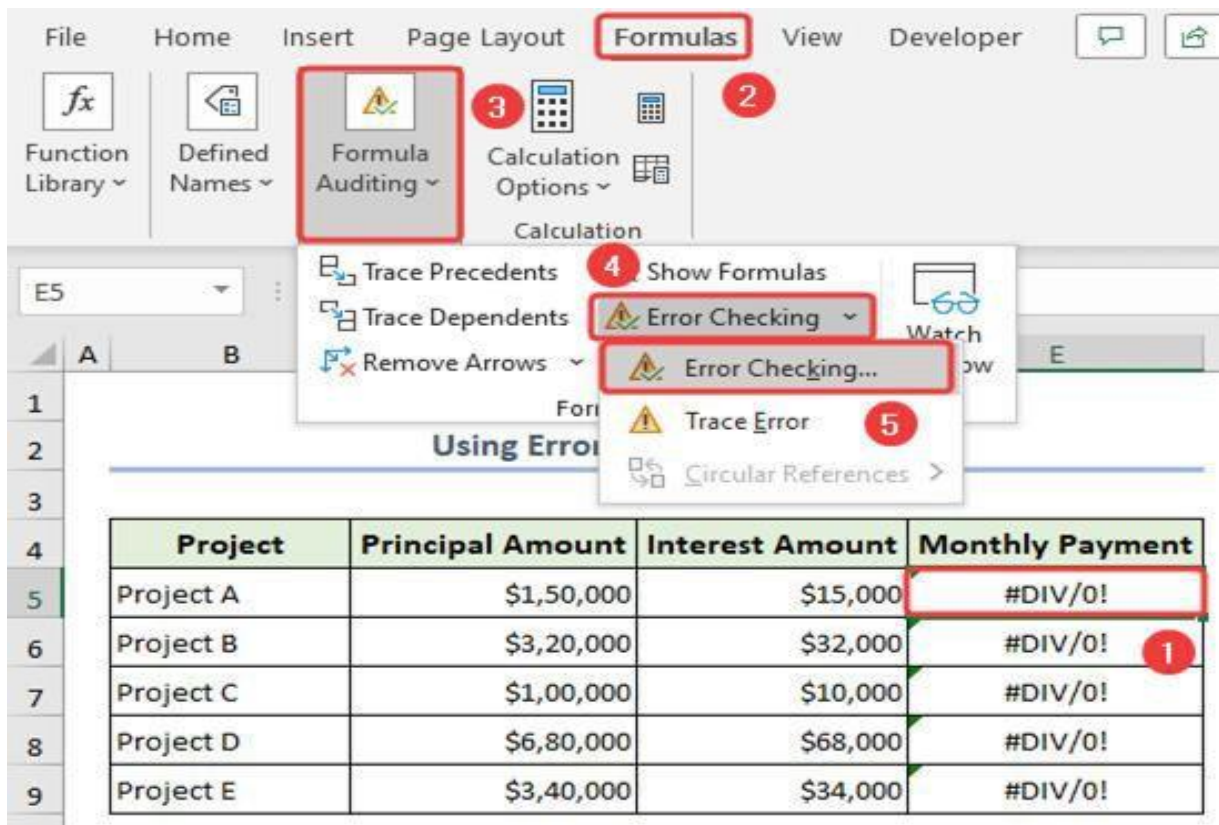 File Home Insert Page Layout Formulas View Developer
2
3
fx
Function Library
Defined Names
Formula Auditing
Calculation Options
Calculation
E5
Trace Precedents
4
Show Formulas
Trace Dependents
Error Checking
Watch
Remove Arrows
Error Checking...
Trace Error
5
Circular References
A B E
1
2 Using Erro
3
4 Project Principal Amount Interest Amount Monthly Payment
5 Project A $1,50,000 $15,000 #DIV/0!
6 Project B $3,20,000 $32,000 #DIV/0!
1
7 Project C $1,00,000 $10,000 #DIV/0!
8 Project D $6,80,000 $68,000 #DIV/0!
9 Project E $3,40,000 $34,000 #DIV/0!